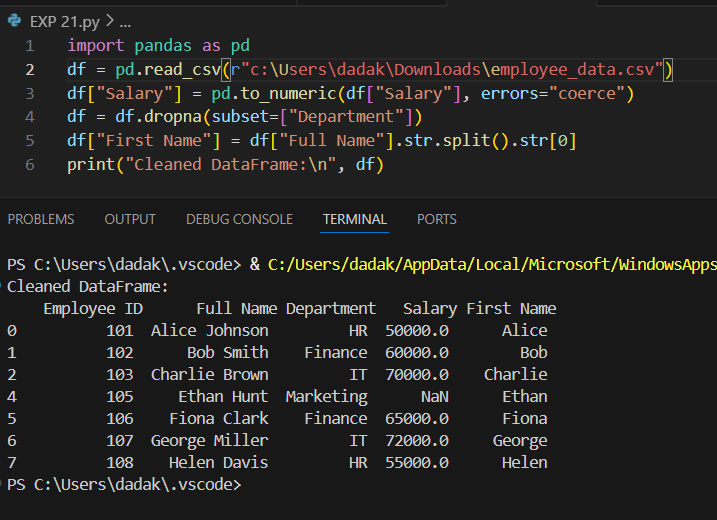 EXP 21.py > ...
1 import pandas as pd
2 df = pd.read_csv(r"c:\Users\dadak\Downloads\employee_data.csv")
3 df["Salary"] = pd.to_numeric(df["Salary"], errors="coerce")
4 df = df.dropna(subset=["Department"])
5 df["First Name"] = df["Full Name"].str.split().str[0]
6 print("Cleaned DataFrame:\n", df)
PROBLEMS OUTPUT DEBUG CONSOLE TERMINAL PORTS
PS C:\Users\dadak\.vscode> & C:/Users/dadak/AppData/Local/Microsoft/WindowsApps
Cleaned DataFrame:
Employee ID Full Name Department Salary First Name
0 101 Alice Johnson HR 50000.0 Alice
1 102 Bob Smith Finance 60000.0 Bob
2 103 Charlie Brown IT 70000.0 Charlie
4 105 Ethan Hunt Marketing NaN Ethan
5 106 Fiona Clark Finance 65000.0 Fiona
6 107 George Miller IT 72000.0 George
7 108 Helen Davis HR 55000.0 Helen
PS C:\Users\dadak\.vscode>